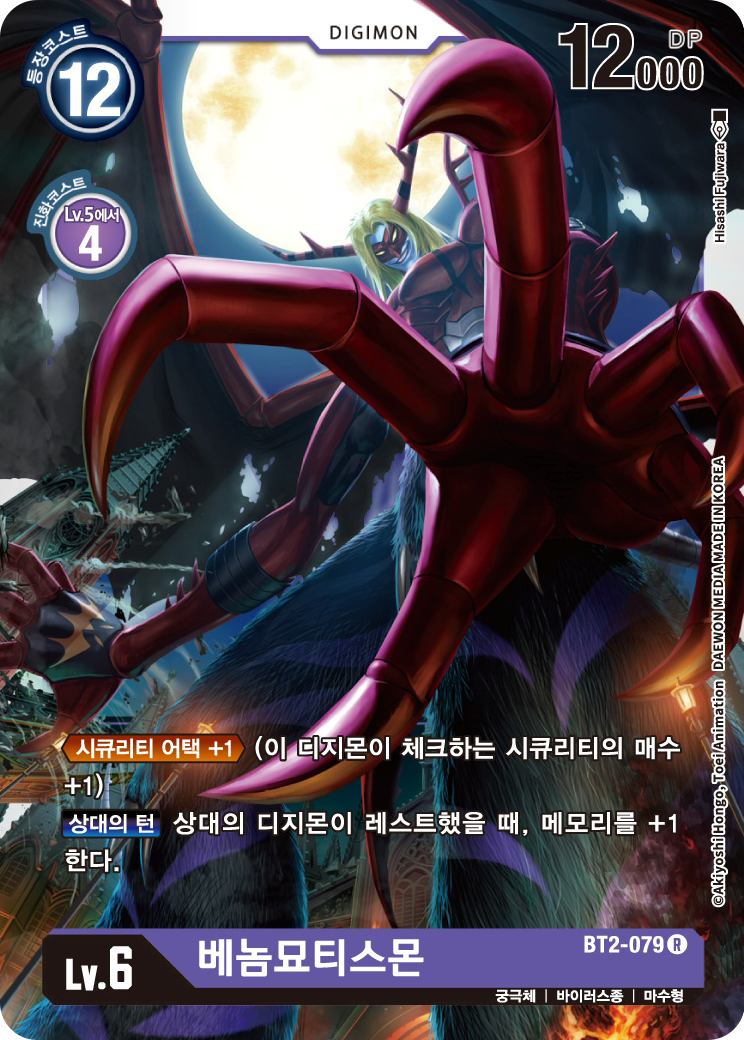 DIGIMON
등장코스트
12
12000
DP
진화코스트
Lv.5에서
4
Hisashi Fujiwara
시큐리티 어택 +1 (이 디지몬이 체크하는 시큐리티의 매수
+1)
상대의 턴 상대의 디지몬이 레스트했을 때, 메모리를 +1
한다.
©Akiyoshi Hongo, Toei Animation DAEWON MEDIA MADE IN KOREA
Lv.6
베놈묘티스몬
BT2-079 R
궁극체 | 바이러스종 | 마수형